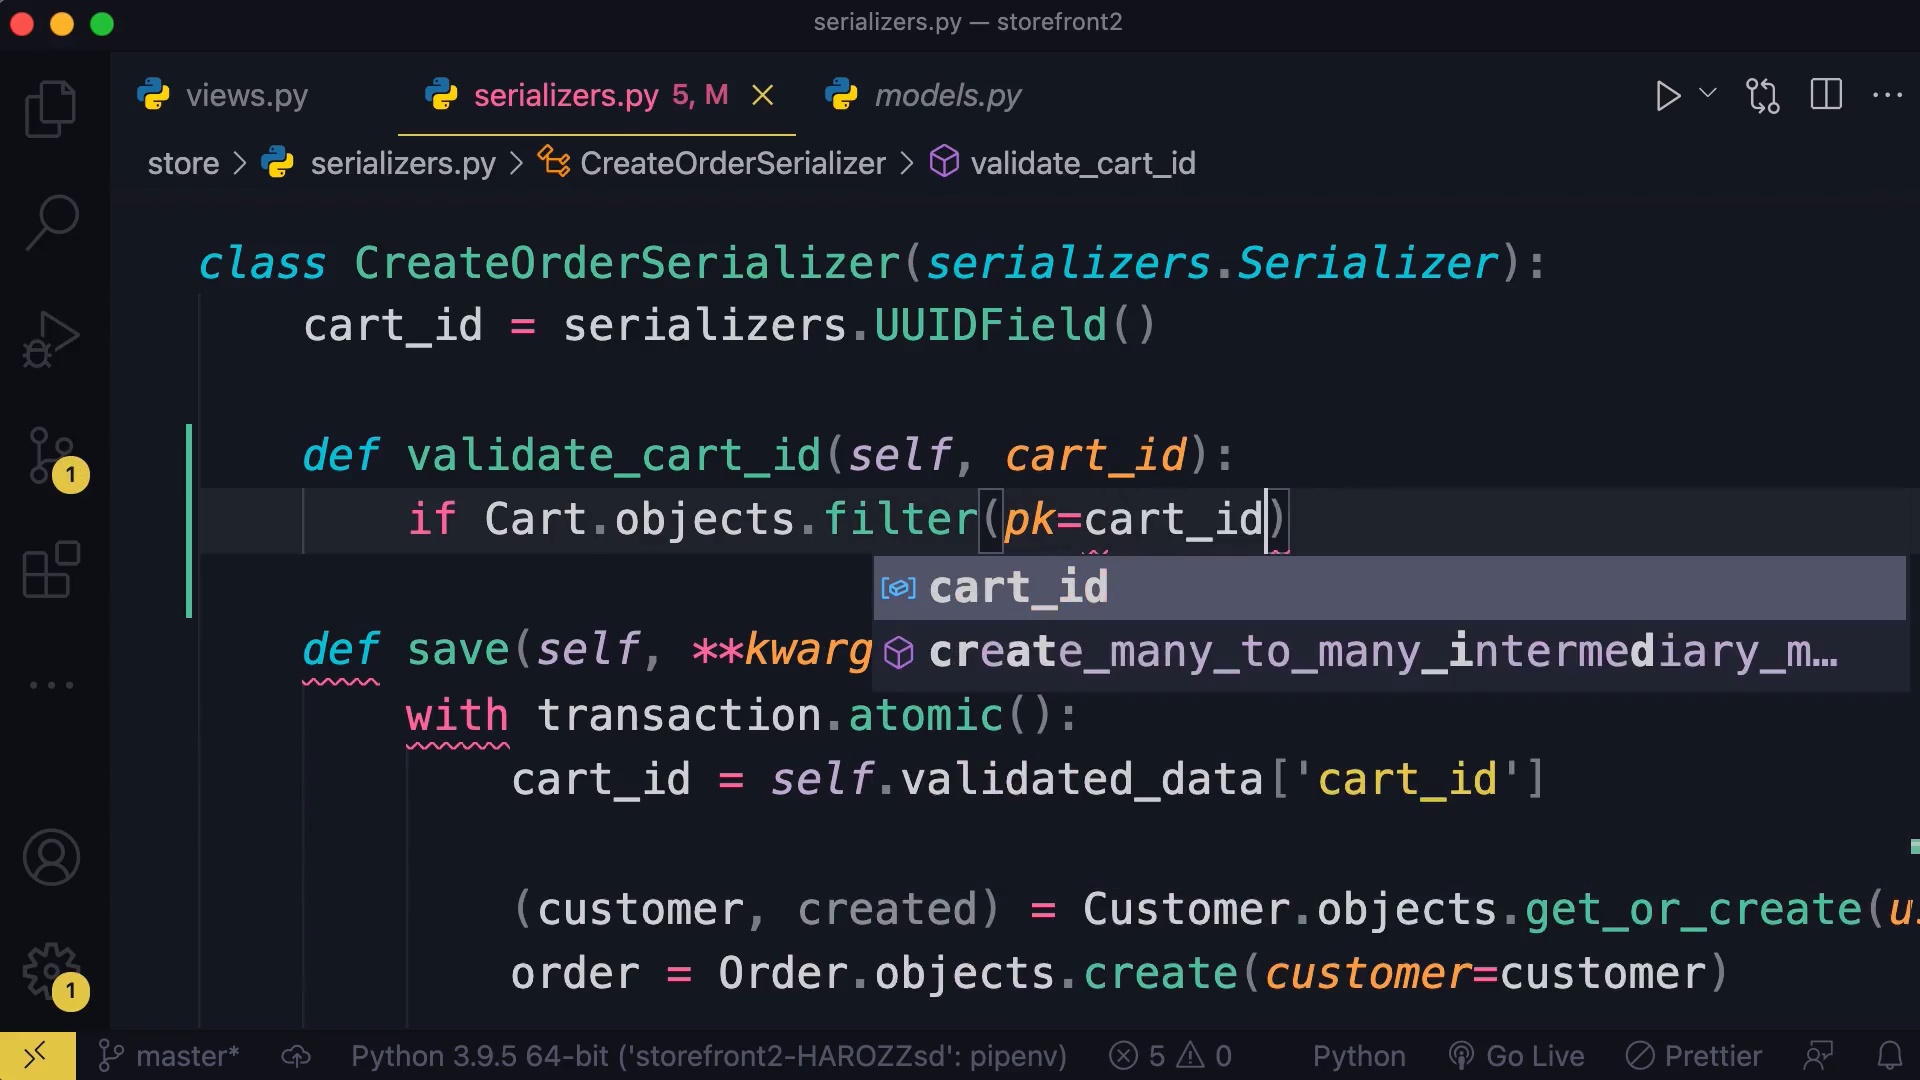 serializers.py — storefront2
views.py
serializers.py 5, M
models.py
store > serializers.py > CreateOrderSerializer > validate_cart_id
class CreateOrderSerializer(serializers.Serializer):
cart_id = serializers.UUIDField()
def validate_cart_id(self, cart_id):
if Cart.objects.filter(pk=cart_id)
cart_id
def save(self, **kwarg
create_many_to_many_intermediary_m…
with transaction.atomic():
cart_id = self.validated_data['cart_id']
(customer, created) = Customer.objects.get_or_create(u
order = Order.objects.create(customer=customer)
1
1
master* Python 3.9.5 64-bit ('storefront2-HAROZZsd': pipenv) 5 0 Python Go Live Prettier